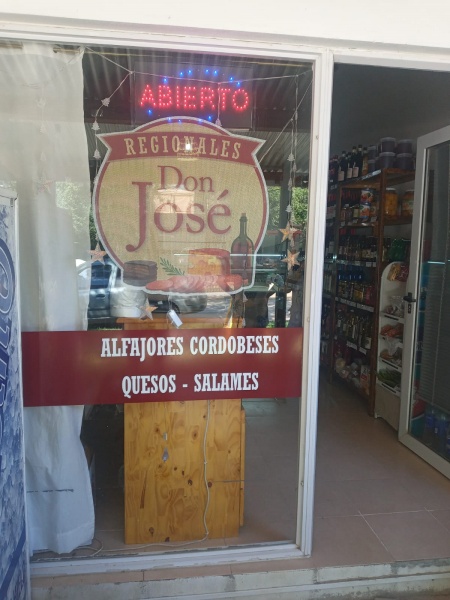 ABIERTO
REGIONALES
Don
José
ALFAJORES CORDOBESES
QUESOS - SALAMES